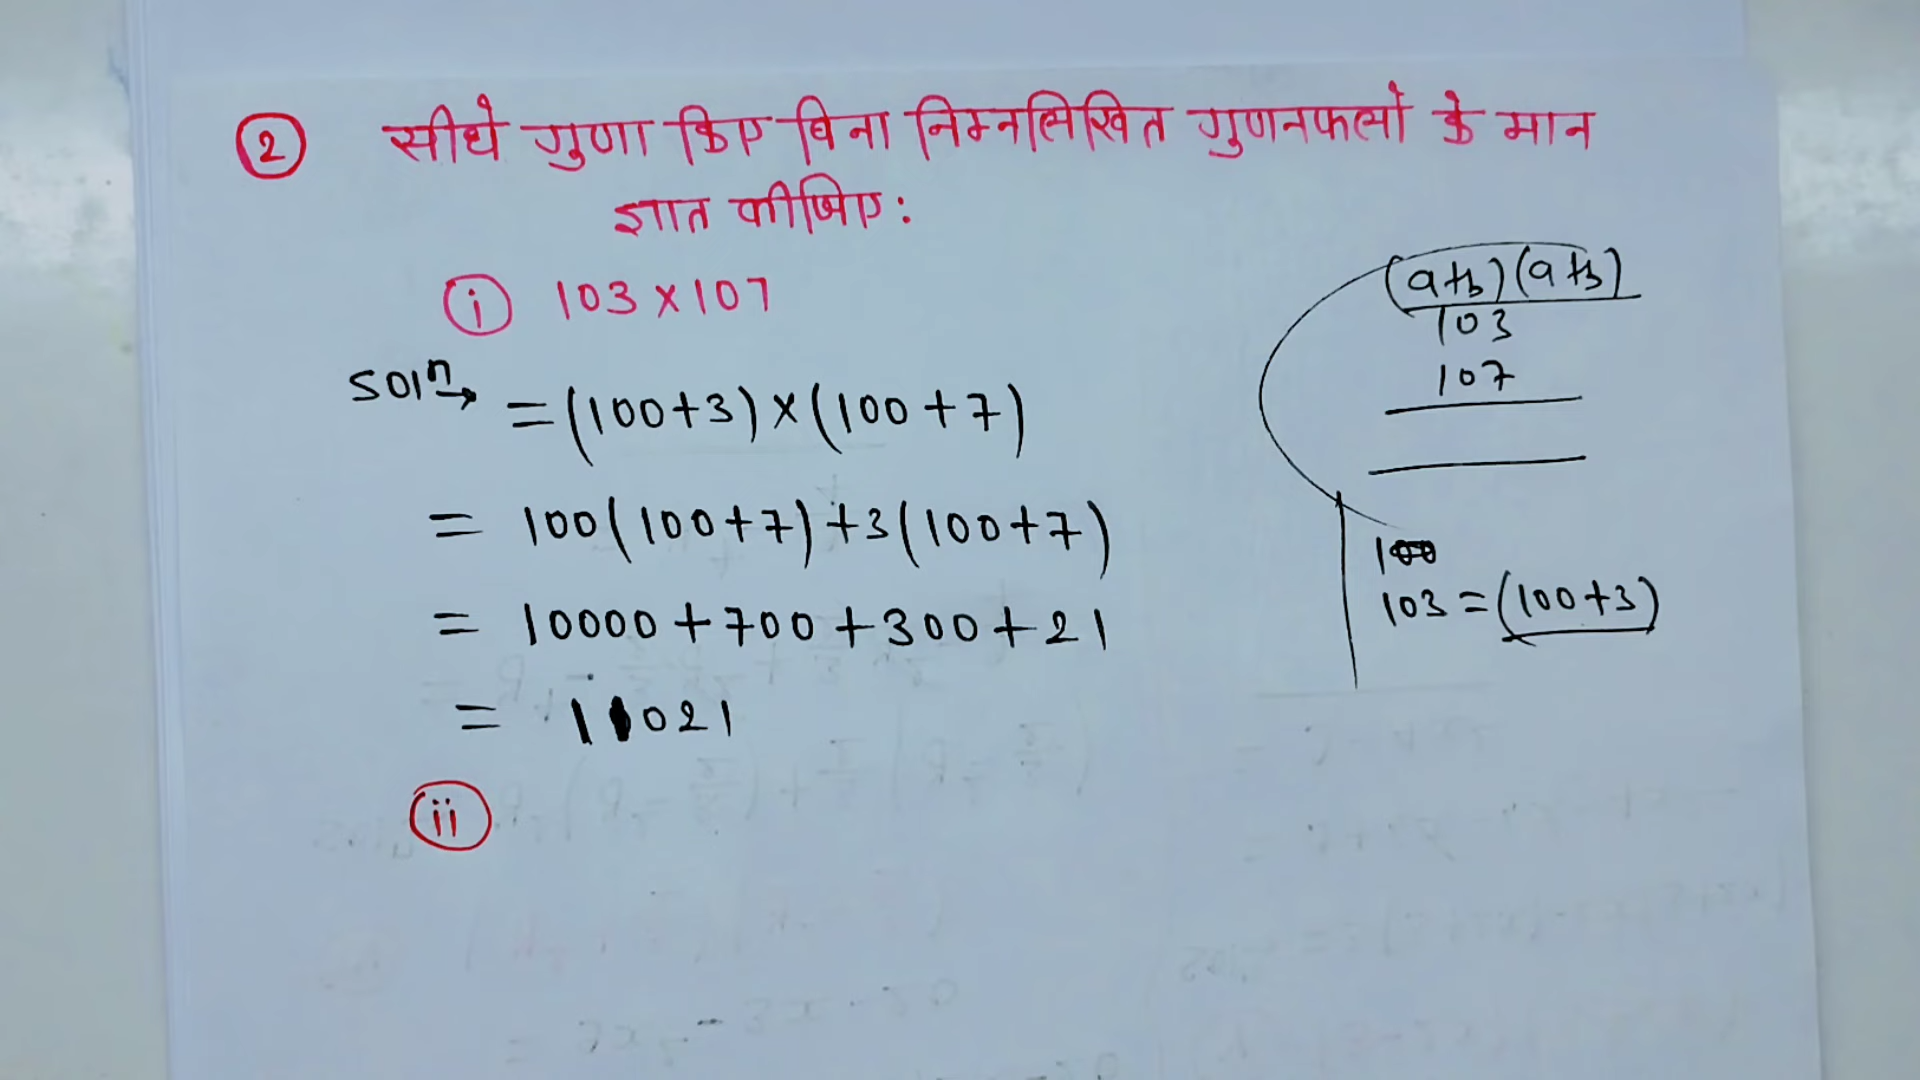 2 सीधे गुणा किए बिना निम्नलिखित गुणनफलों के मान
ज्ञात कीजिए:
i 103 × 107
Solⁿ→ = (100+3) × (100+7)
= 100(100+7)+3(100+7)
= 10000+700+300+21
= 11021
ii
(a+b)(a+b)
103
107
100
103 = (100+3)